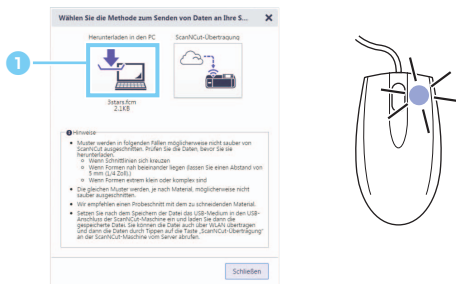 Wählen Sie die Methode zum Senden von Daten an Ihre S...
Herunterladen in den PC
ScanNCut-Übertragung
1
3stars.fcm
2.1KB
Hinweise
Muster werden in folgenden Fällen möglicherweise nicht sauber von
ScanNCut ausgeschnitten. Prüfen Sie die Daten, bevor Sie sie
herunterladen.
Wenn Schnittlinien sich kreuzen
Wenn Formen nah beieinander liegen (lassen Sie einen Abstand von
5 mm (1/4 Zoll).)
Wenn Formen extrem klein oder komplex sind
Die gleichen Muster werden, je nach Material, möglicherweise nicht
sauber ausgeschnitten.
Wir empfehlen einen Probeschnitt mit dem zu schneidenden Material.
Setzen Sie nach dem Speichern der Datei das USB-Medium in den USB-
Anschluss der ScanNCut-Maschine ein und laden Sie dann die
gespeicherte Datei. Sie können die Datei auch über WLAN übertragen
und dann die Daten durch Tippen auf die Taste „ScanNCut-Übertragung"
an der ScanNCut-Maschine vom Server abrufen.
Schließen